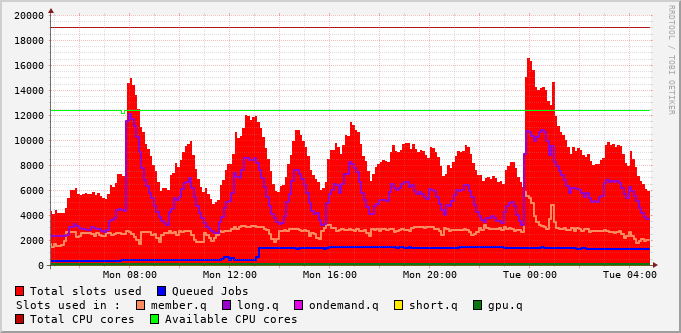 20000
18000
16000
14000
12000
10000
8000
6000
4000
2000
0
Mon 08:00 Mon 12:00 Mon 16:00 Mon 20:00 Tue 00:00 Tue 04:00
RRDTOOL / TOBI OETIKER
Total slots used Queued Jobs
Slots used in : member.q long.q ondemand.q short.q gpu.q
Total CPU cores Available CPU cores